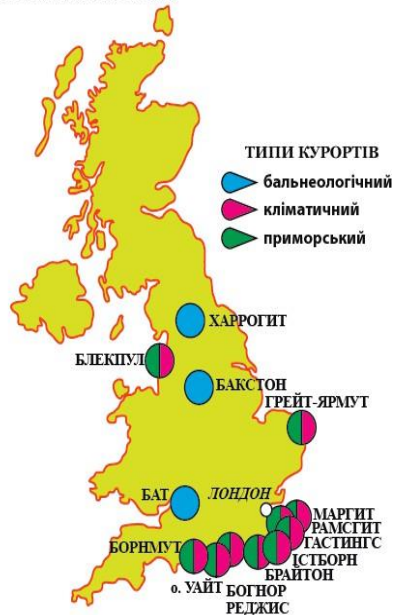 ТИПИ КУРОРТІВ
бальнеологічний
кліматичний
приморський
ХАРРОГИТ
БЛЕКПУЛ
БАКСТОН
ГРЕЙТ-ЯРМУТ
БАТ
ЛОНДОН
МАРГИТ
РАМСГИТ
ГАСТИНГС
ІСТБОРН
БОРНМУТ
БРАЙТОН
о. УАЙТ
БОГНОР
РЕДЖИС